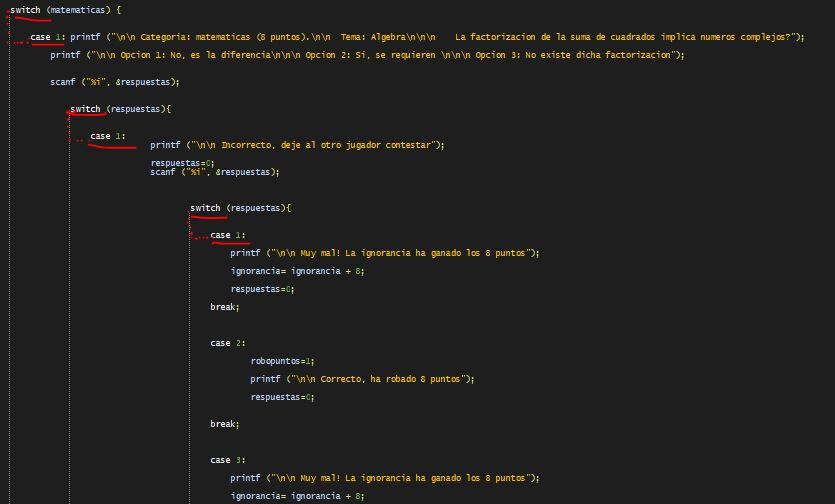 switch (matematicas) {
case 1: printf ("\n\n Categoria: matematicas (8 puntos).\n\n  Tema: Algebra\n\n\n    La factorizacion de la suma de cuadrados implica numeros complejos?");
printf ("\n\n Opcion 1: No, es la diferencia\n\n\n Opcion 2: Si, se requieren \n\n\n Opcion 3: No existe dicha factorizacion");
scanf ("%i", &respuestas);
switch (respuestas){
case 1:
printf ("\n\n Incorrecto, deje al otro jugador contestar");
respuestas=0;
scanf ("%i", &respuestas);
switch (respuestas){
case 1:
printf ("\n\n Muy mal! La ignorancia ha ganado los 8 puntos");
ignorancia= ignorancia + 8;
respuestas=0;
break;
case 2:
robopuntos=1;
printf ("\n\n Correcto, ha robado 8 puntos");
respuestas=0;
break;
case 3:
printf ("\n\n Muy mal! La ignorancia ha ganado los 8 puntos");
ignorancia= ignorancia + 8;